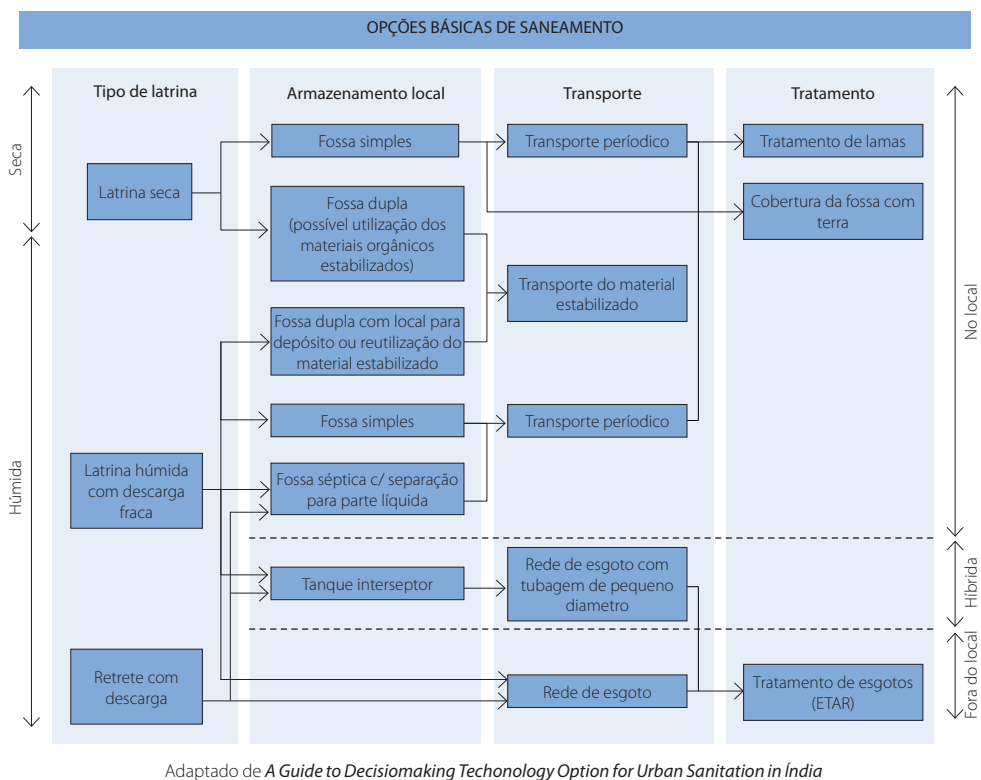 OPÇÕES BÁSICAS DE SANEAMENTO
Tipo de latrina
Armazenamento local
Transporte
Tratamento
Seca
Húmida
Latrina seca
Latrina húmida
com descarga
fraca
Retrete com
descarga
Fossa simples
Fossa dupla
(possível utilização dos
materiais orgânicos
estabilizados)
Fossa dupla com local para
depósito ou reutilização do
material estabilizado
Fossa simples
Fossa séptica c/ separação
para parte líquida
Tanque interseptor
Transporte períodico
Transporte do material
estabilizado
Transporte períodico
Rede de esgoto com
tubagem de pequeno
diametro
Rede de esgoto
Tratamento de lamas
Cobertura da fossa com
terra
Tratamento de esgotos
(ETAR)
No local
Híbrida
Fora do local
Adaptado de A Guide to Decisiomaking Techonology Option for Urban Sanitation in Índia